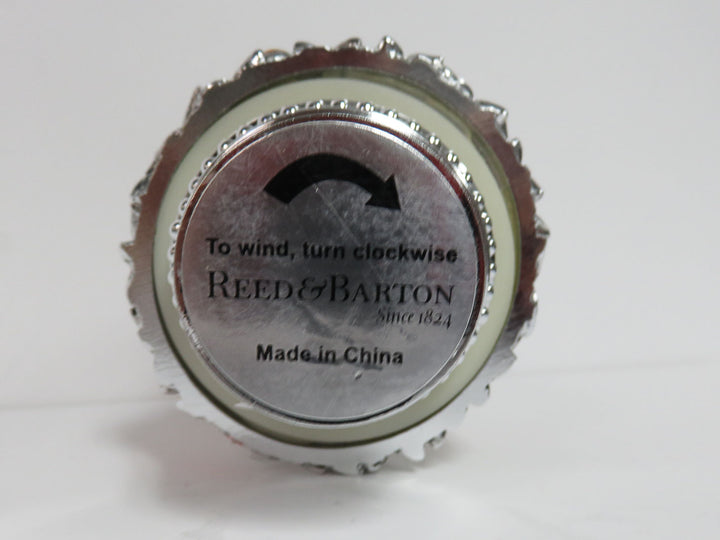 To wind, turn clockwise
REED & BARTON
Since 1824
Made in China